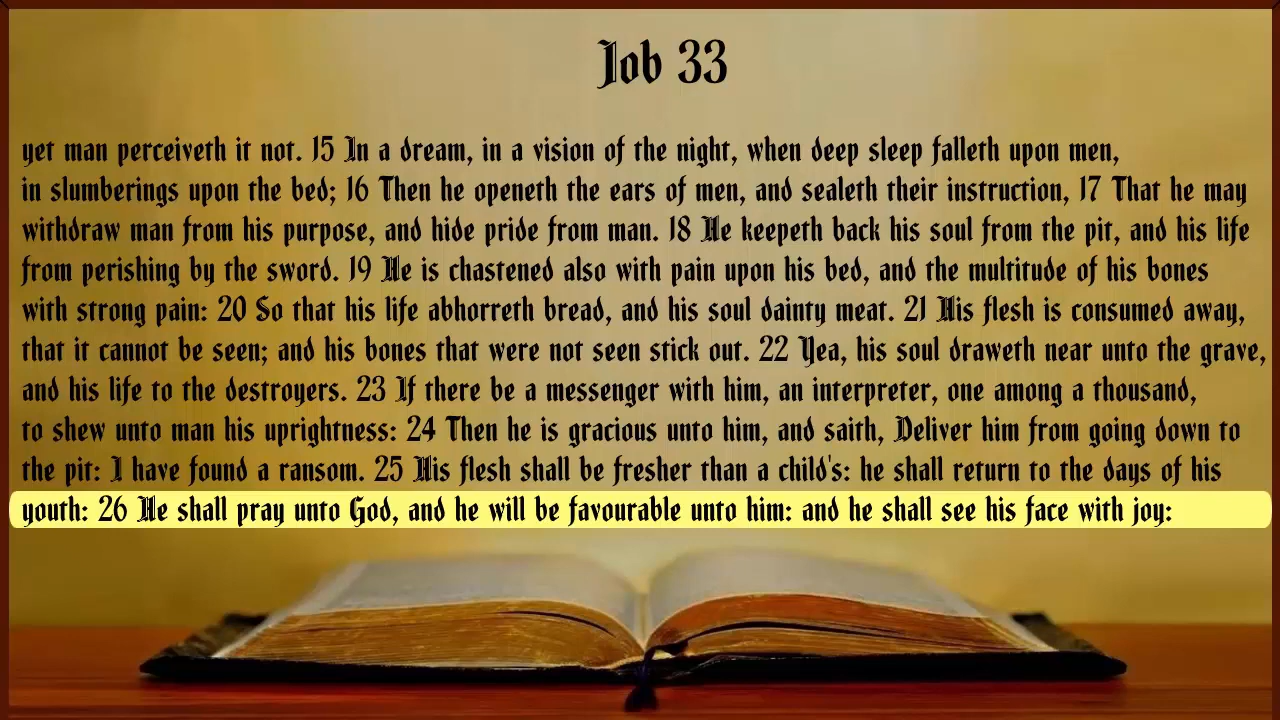 Job 33
yet man perceiveth it not. 15 In a dream, in a vision of the night, when deep sleep falleth upon men,
in slumberings upon the bed; 16 Then he openeth the ears of men, and sealeth their instruction, 17 That he may
withdraw man from his purpose, and hide pride from man. 18 He keepeth back his soul from the pit, and his life
from perishing by the sword. 19 He is chastened also with pain upon his bed, and the multitude of his bones
with strong pain: 20 So that his life abhorreth bread, and his soul dainty meat. 21 His flesh is consumed away,
that it cannot be seen; and his bones that were not seen stick out. 22 Yea, his soul draweth near unto the grave,
and his life to the destroyers. 23 If there be a messenger with him, an interpreter, one among a thousand,
to shew unto man his uprightness: 24 Then he is gracious unto him, and saith, Deliver him from going down to
the pit: I have found a ransom. 25 His flesh shall be fresher than a child's: he shall return to the days of his
youth: 26 He shall pray unto God, and he will be favourable unto him: and he shall see his face with joy: